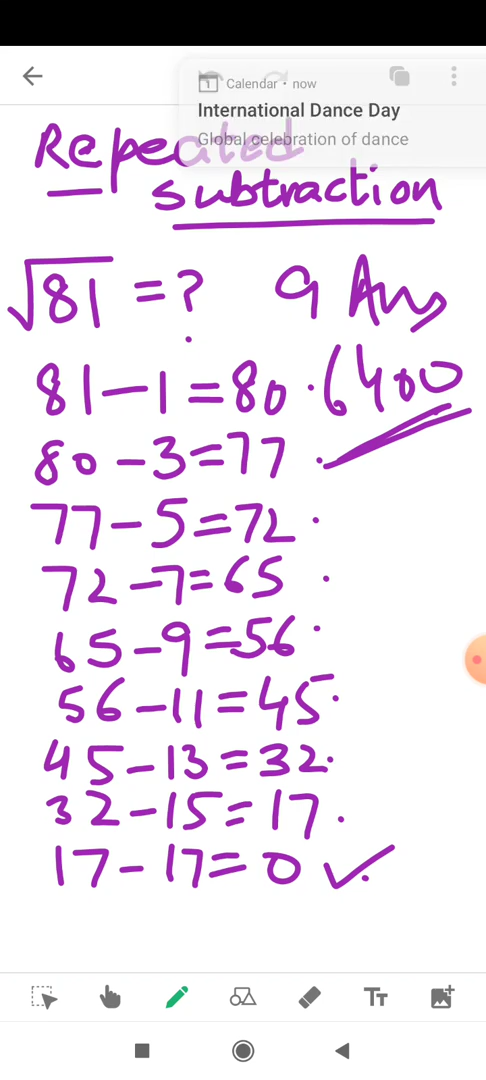 Calendar • now
International Dance Day
Global celebration of dance
Repeated
subtraction
√81 = ? 9 Ans
81 - 1 = 80 . 6400
80 - 3 = 77 .
77 - 5 = 72 .
72 - 7 = 65 .
65 - 9 = 56 .
56 - 11 = 45 .
45 - 13 = 32 .
32 - 15 = 17 .
17 - 17 = 0 ✓.
Tт